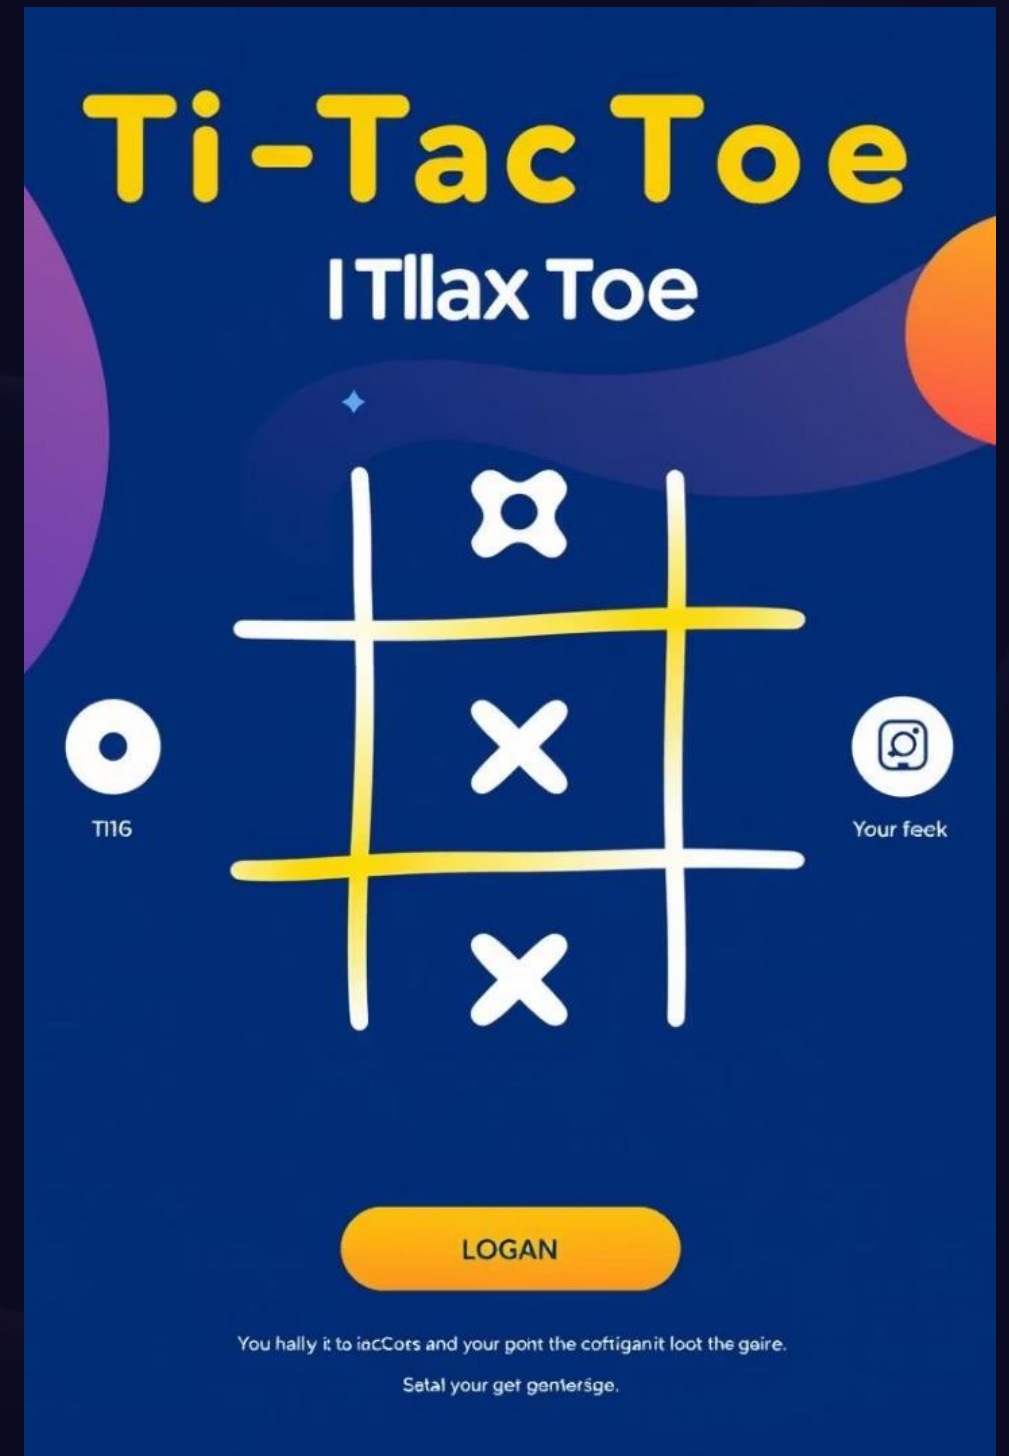 Ti-Tac Toe
ITllax Toe
TI16
Your feek
LOGAN
You hally it to iacCors and your pont the coftiganit loot the gaire.
Satal your get gentersge.